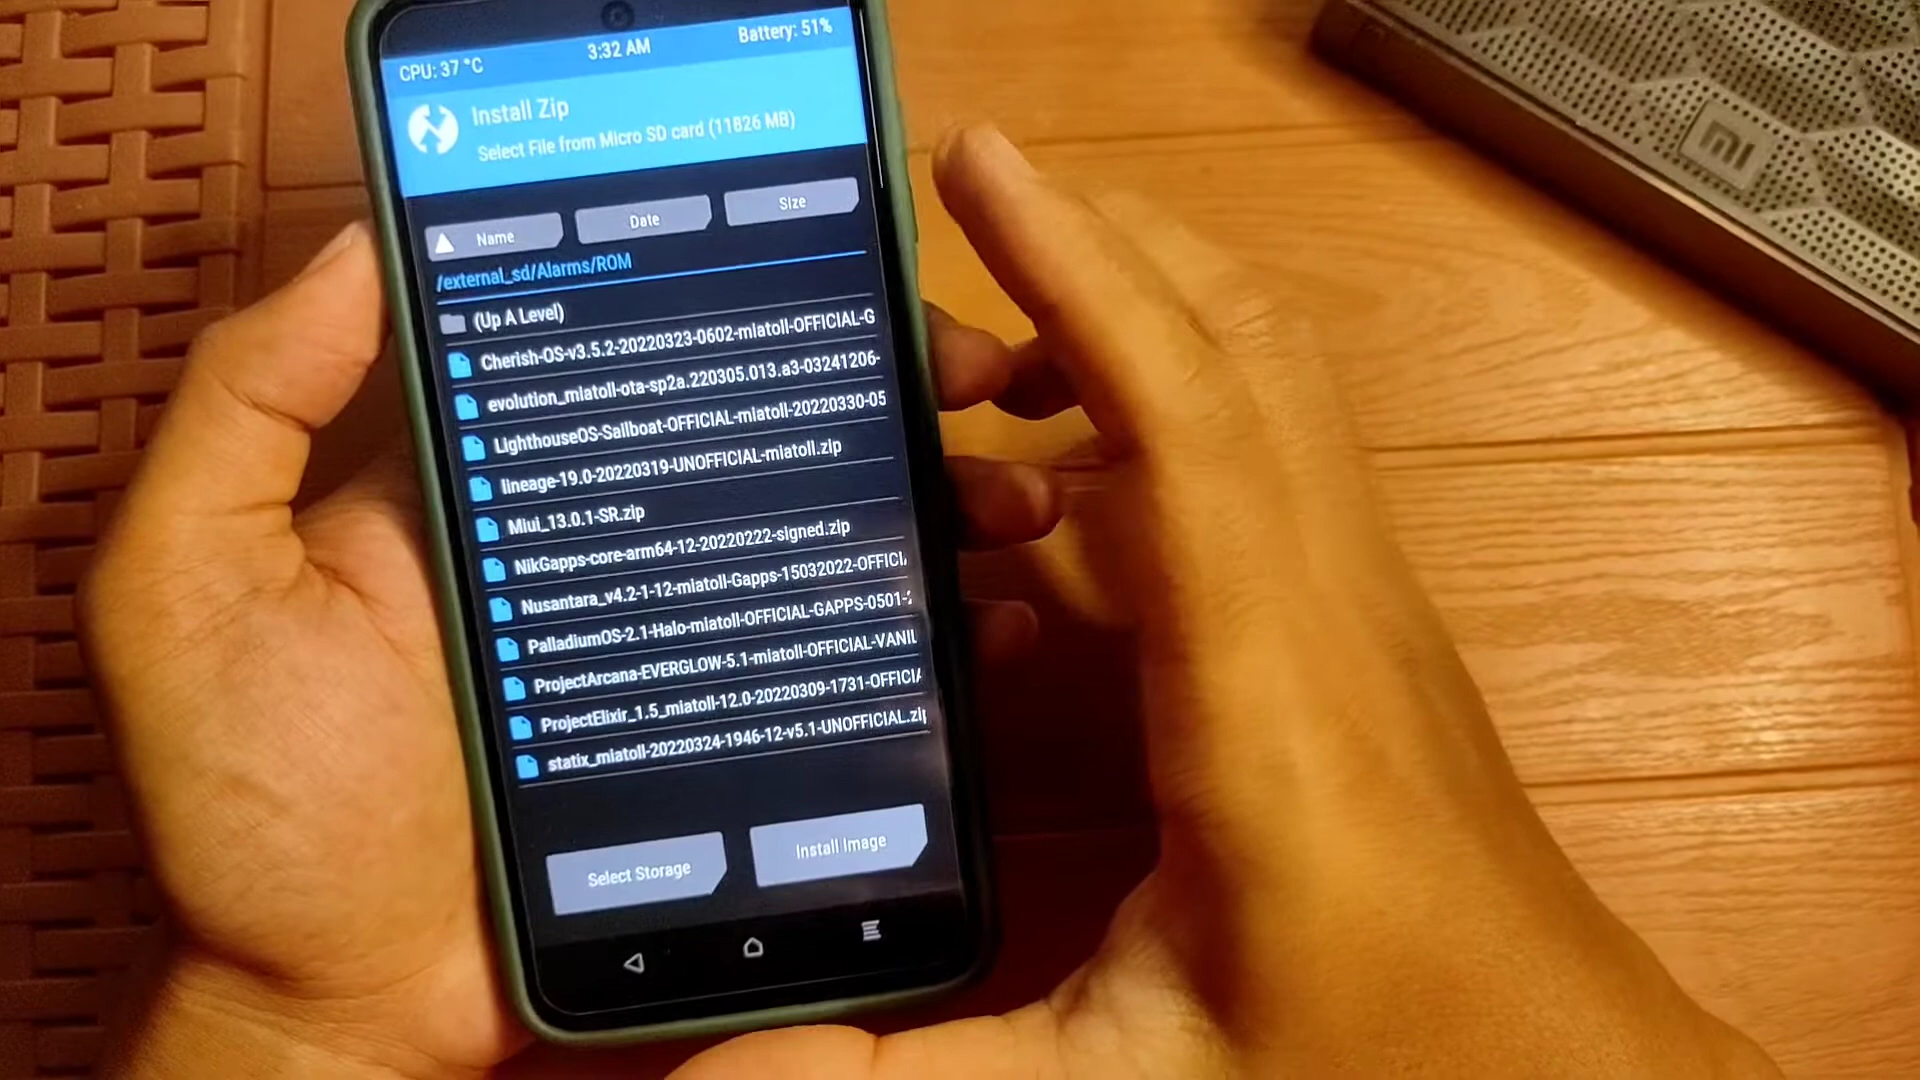 CPU: 37 °C 3:32 AM Battery: 51%
Install Zip
Select File from Micro SD card (11826 MB)
Name Date Size
/external_sd/Alarms/ROM
(Up A Level)
Cherish-OS-v3.5.2-20220323-0602-miatoll-OFFICIAL-G
evolution_miatoll-ota-sp2a.220305.013.a3-03241206-
LighthouseOS-Sailboat-OFFICIAL-miatoll-20220330-05
lineage-19.0-20220319-UNOFFICIAL-miatoll.zip
Miui_13.0.1-SR.zip
NikGapps-core-arm64-12-20220222-signed.zip
Nusantara_v4.2-1-12-miatoll-Gapps-15032022-OFFICI
PalladiumOS-2.1-Halo-miatoll-OFFICIAL-GAPPS-0501-
ProjectArcana-EVERGLOW-5.1-miatoll-OFFICIAL-VANIL
ProjectElixir_1.5_miatoll-12.0-20220309-1731-OFFICIA
statix_miatoll-20220324-1946-12-v5.1-UNOFFICIAL.zip
Select Storage Install Image
mi